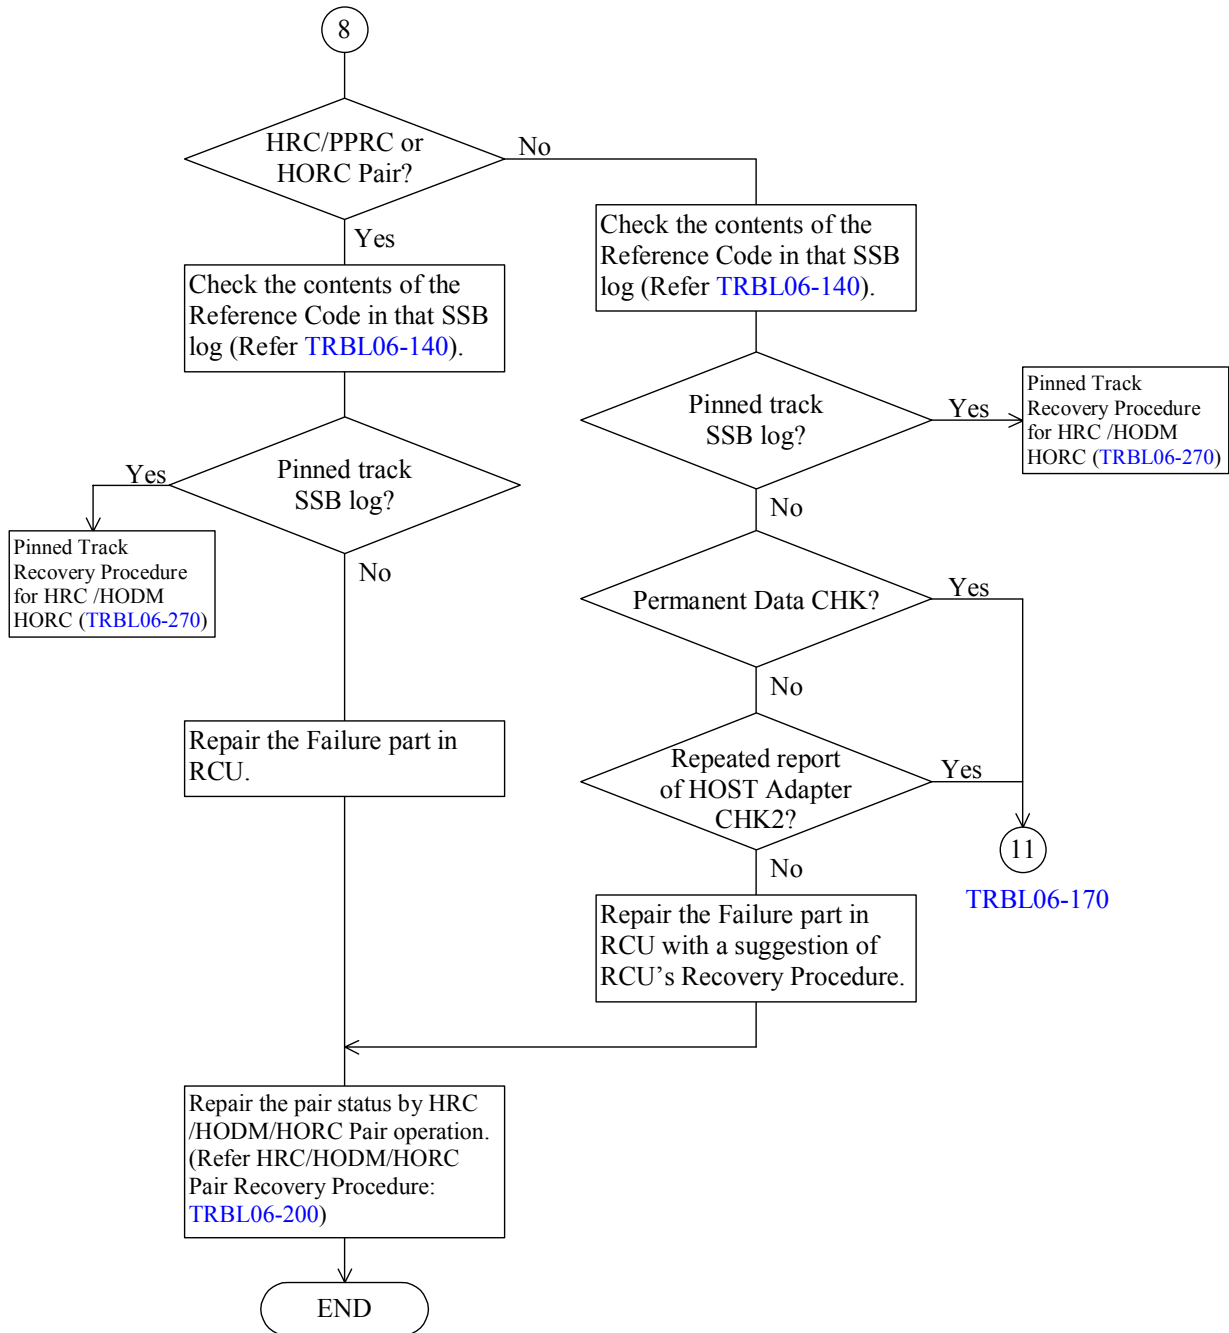 8
HRC/PPRC or
HORC Pair?
No
Yes
Check the contents of the
Reference Code in that SSB
log (Refer TRBL06-140).
Check the contents of the
Reference Code in that SSB
log (Refer TRBL06-140).
Pinned track
SSB log?
Yes
Pinned Track
Recovery Procedure
for HRC /HODM
HORC (TRBL06-270)
No
Pinned track
SSB log?
Yes
Pinned Track
Recovery Procedure
for HRC /HODM
HORC (TRBL06-270)
No
Permanent Data CHK?
Yes
No
Repair the Failure part in
RCU.
Repeated report
of HOST Adapter
CHK2?
Yes
No
11
TRBL06-170
Repair the Failure part in
RCU with a suggestion of
RCU’s Recovery Procedure.
Repair the pair status by HRC
/HODM/HORC Pair operation.
(Refer HRC/HODM/HORC
Pair Recovery Procedure:
TRBL06-200)
END